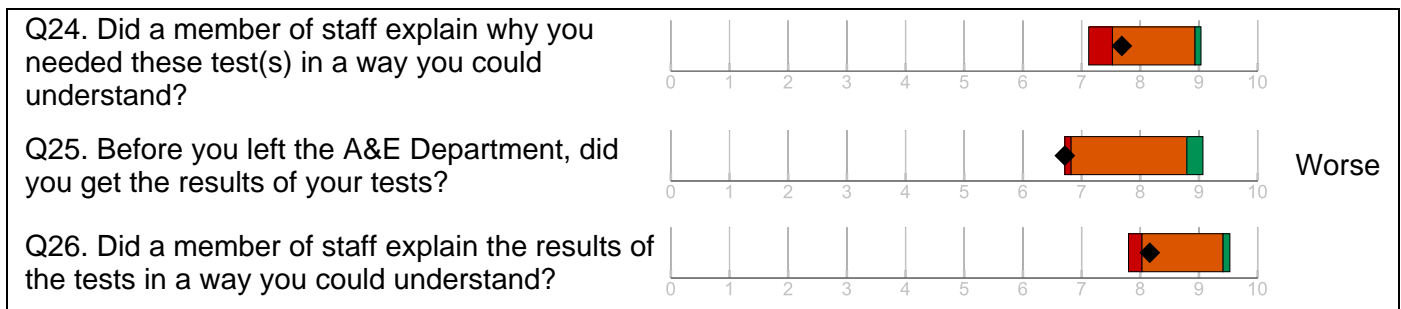 Q24. Did a member of staff explain why you
needed these test(s) in a way you could
understand?
0 1 2 3 4 5 6 7 8 9 10
Q25. Before you left the A&E Department, did
you get the results of your tests?
Worse
0 1 2 3 4 5 6 7 8 9 10
Q26. Did a member of staff explain the results of
the tests in a way you could understand?
0 1 2 3 4 5 6 7 8 9 10